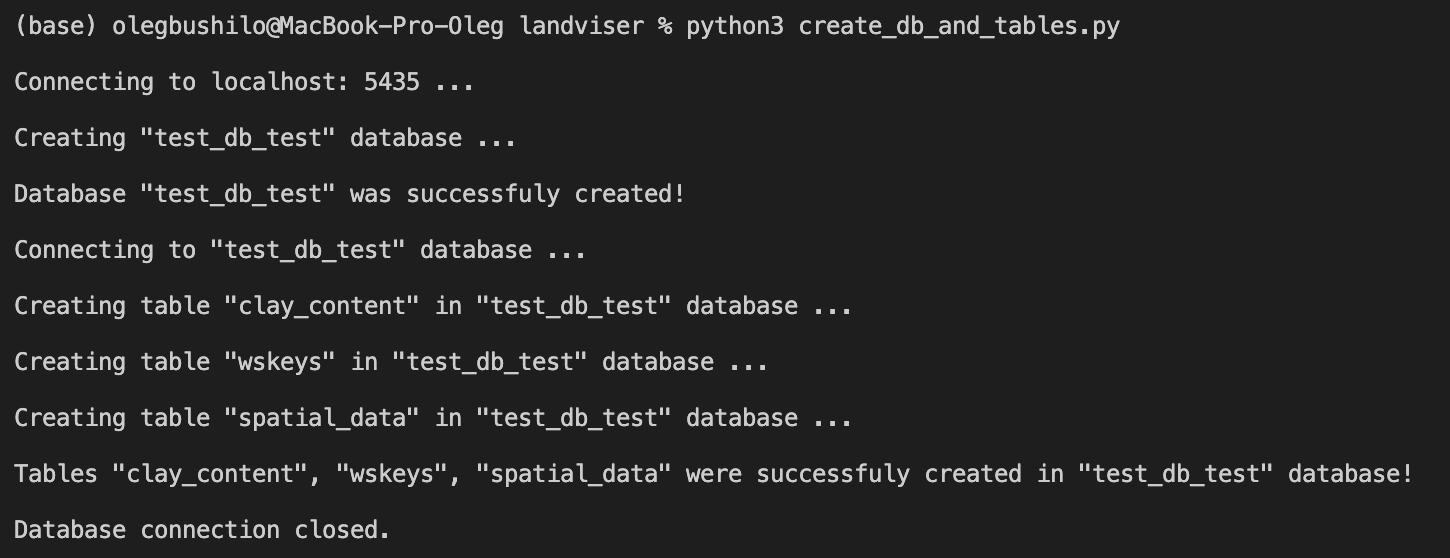 (base) olegbushilo@MacBook-Pro-Oleg landviser % python3 create_db_and_tables.py
Connecting to localhost: 5435 ...
Creating "test_db_test" database ...
Database "test_db_test" was successfuly created!
Connecting to "test_db_test" database ...
Creating table "clay_content" in "test_db_test" database ...
Creating table "wskeys" in "test_db_test" database ...
Creating table "spatial_data" in "test_db_test" database ...
Tables "clay_content", "wskeys", "spatial_data" were successfuly created in "test_db_test" database!
Database connection closed.